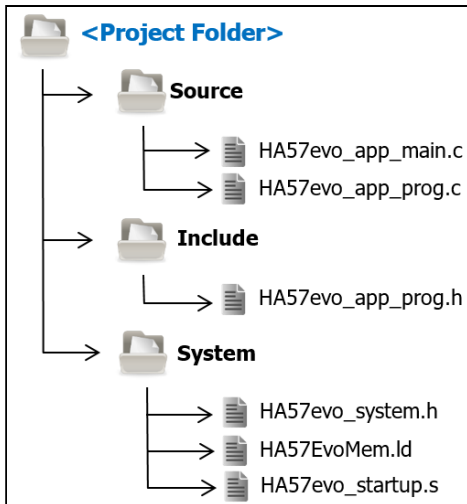 <Project Folder>
Source
HA57evo_app_main.c
HA57evo_app_prog.c
Include
HA57evo_app_prog.h
System
HA57evo_system.h
HA57EvoMem.ld
HA57evo_startup.s